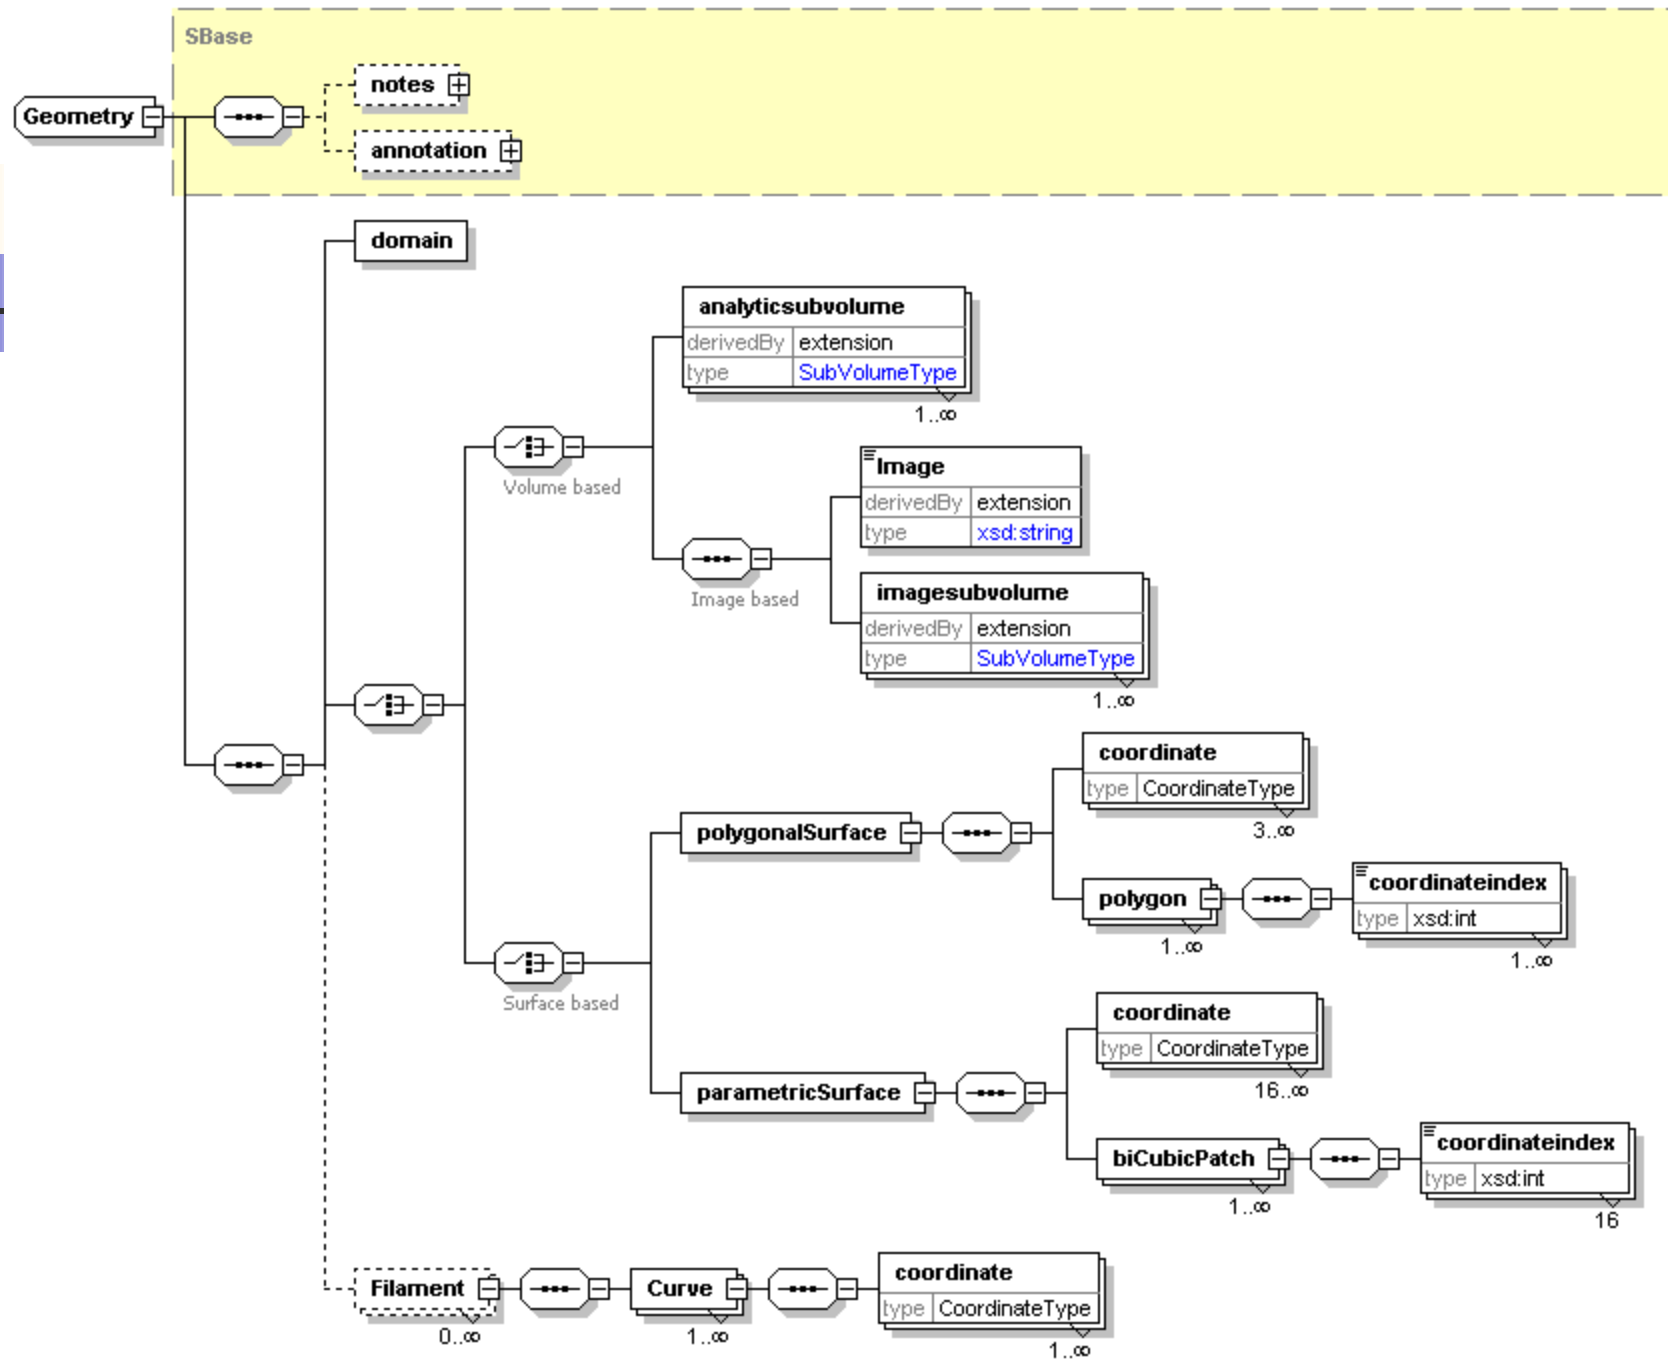 SBase
notes
Geometry
annotation
domain
analyticsubvolume
derivedBy extension
type SubVolumeType
1..∞
Volume based
Image
derivedBy extension
type xsd:string
Image based
imagesubvolume
derivedBy extension
type SubVolumeType
1..∞
coordinate
type CoordinateType
3..∞
polygonalSurface
polygon
1..∞
coordinateindex
type xsd:int
1..∞
Surface based
coordinate
type CoordinateType
16..∞
parametricSurface
biCubicPatch
1..∞
coordinateindex
type xsd:int
16
Filament
0..∞
Curve
1..∞
coordinate
type CoordinateType
1..∞